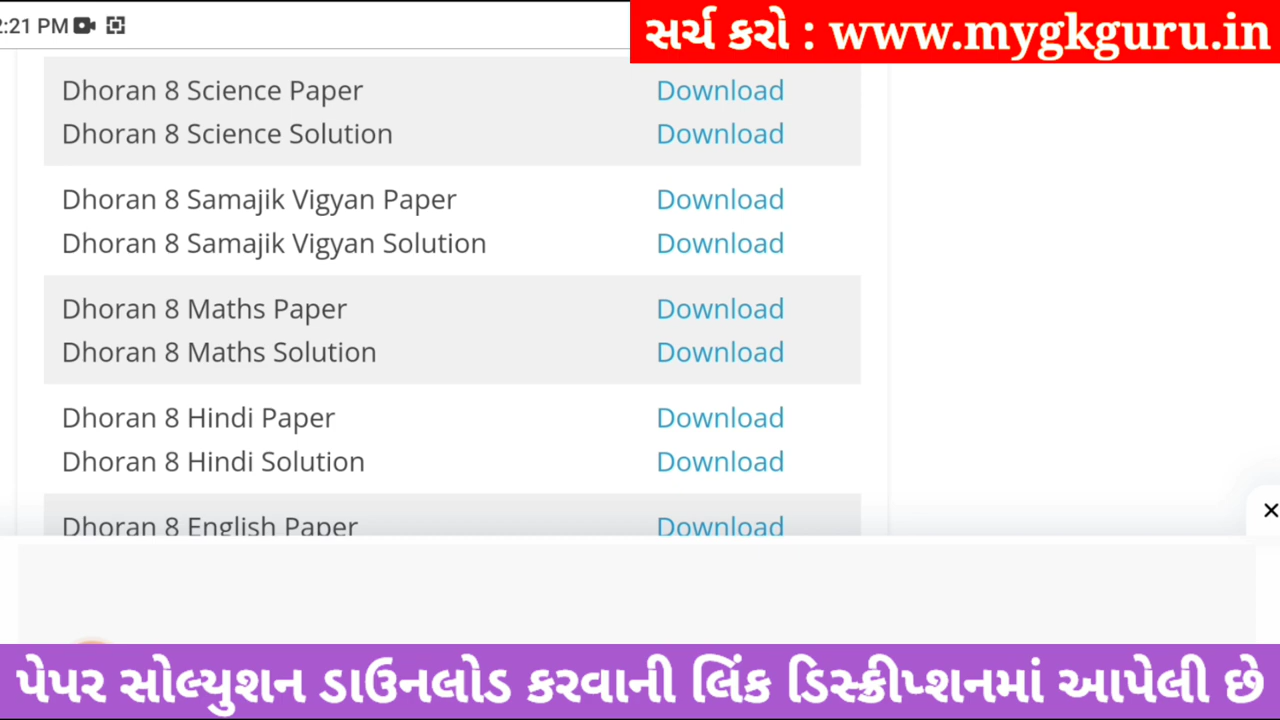 2:21 PM
સર્ચ કરો : www.mygkguru.in
Dhoran 8 Science Paper Download
Dhoran 8 Science Solution Download
Dhoran 8 Samajik Vigyan Paper Download
Dhoran 8 Samajik Vigyan Solution Download
Dhoran 8 Maths Paper Download
Dhoran 8 Maths Solution Download
Dhoran 8 Hindi Paper Download
Dhoran 8 Hindi Solution Download
Dhoran 8 English Paper Download
પેપર સોલ્યુશન ડાઉનલોડ કરવાની લિંક ડિસ્ક્રીપ્શનમાં આપેલી છે